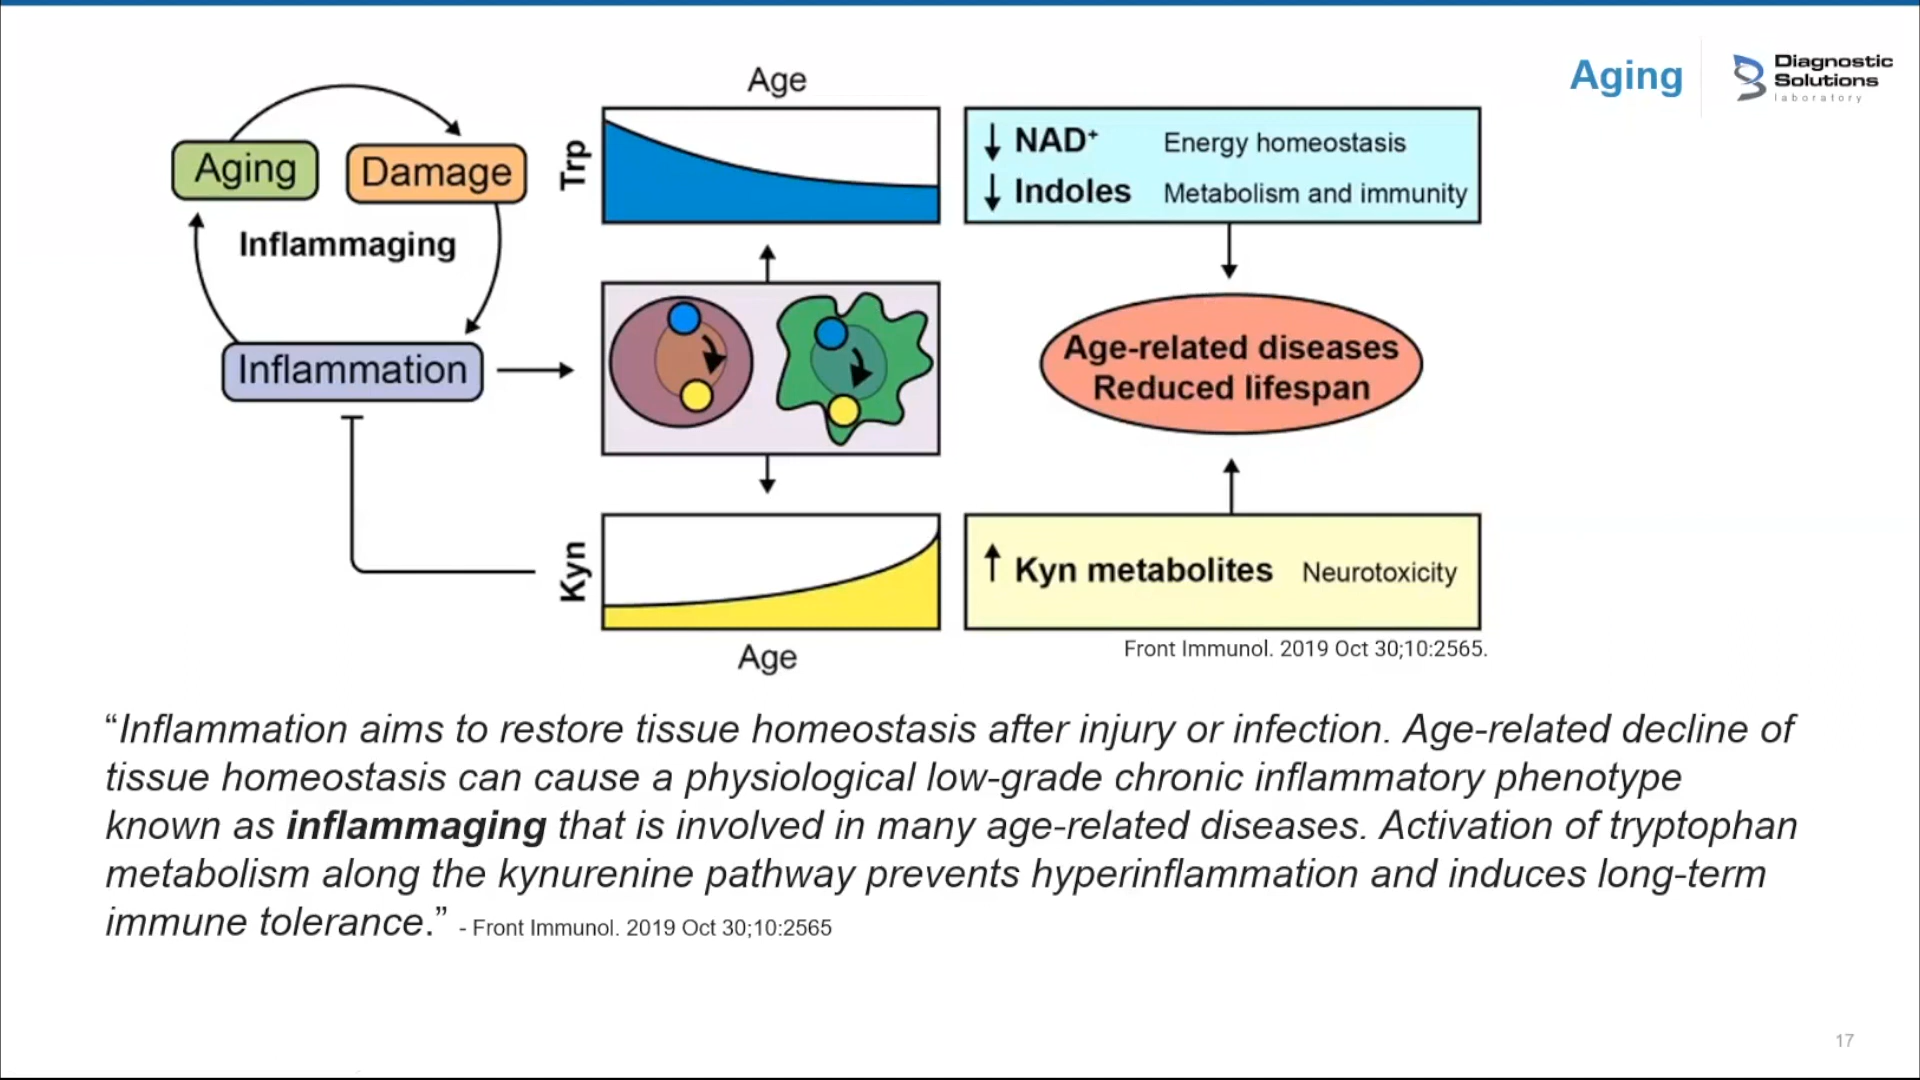 Aging
Diagnostic
Solutions
laboratory
Aging
Damage
Inflammaging
Inflammation
Age
Trp
Kyn
Age
↓ NAD⁺ Energy homeostasis
↓ Indoles Metabolism and immunity
Age-related diseases
Reduced lifespan
↑ Kyn metabolites Neurotoxicity
Front Immunol. 2019 Oct 30;10:2565.
“Inflammation aims to restore tissue homeostasis after injury or infection. Age-related decline of
tissue homeostasis can cause a physiological low-grade chronic inflammatory phenotype
known as inflammaging that is involved in many age-related diseases. Activation of tryptophan
metabolism along the kynurenine pathway prevents hyperinflammation and induces long-term
immune tolerance.” - Front Immunol. 2019 Oct 30;10:2565
17